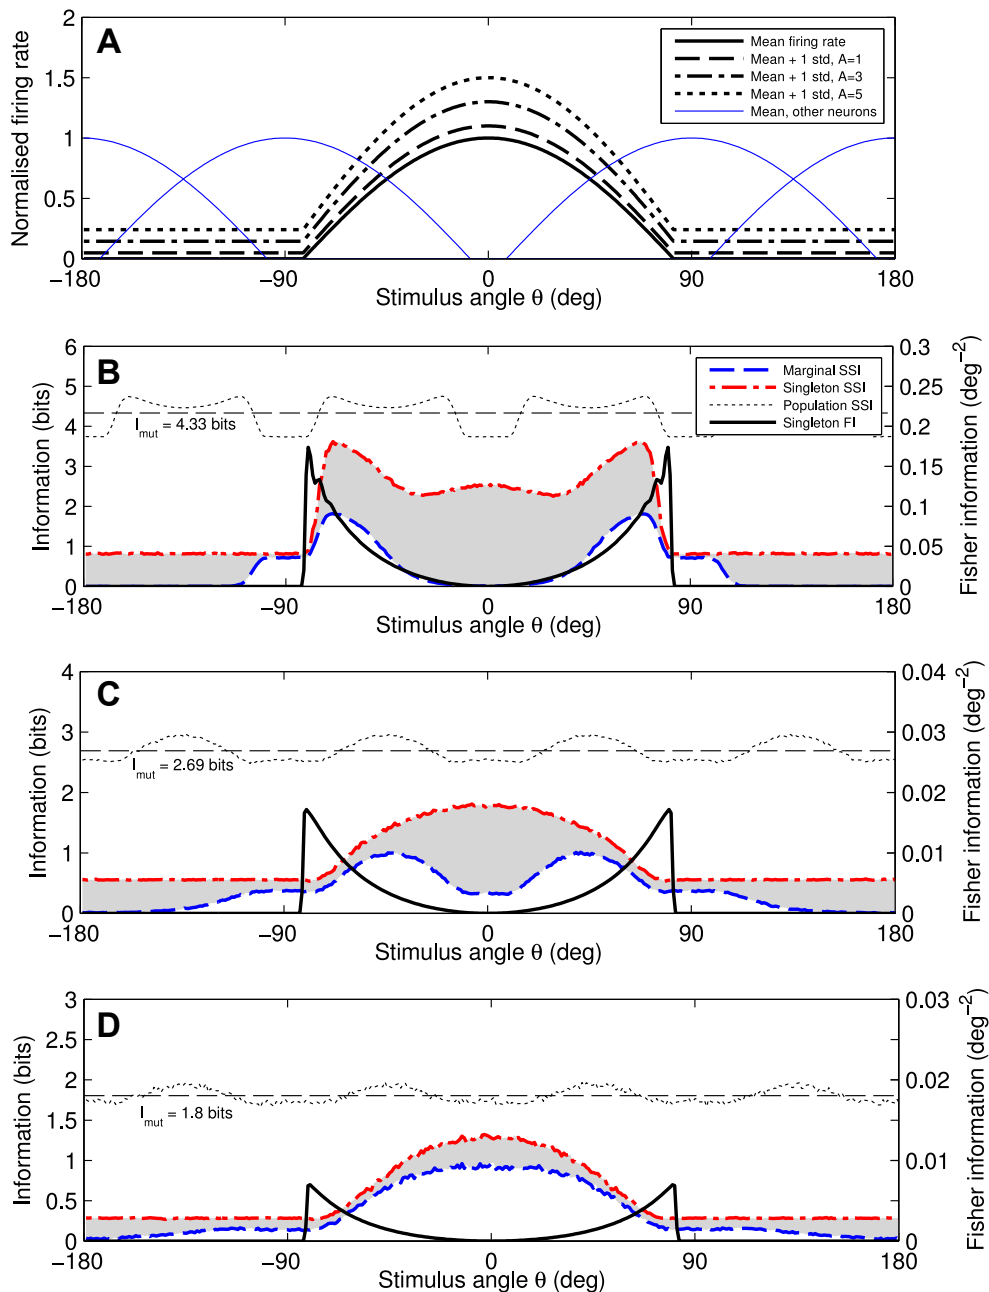 A
Normalised firing rate
2
1.5
1
0.5
0
Mean firing rate
Mean + 1 std, A=1
Mean + 1 std, A=3
Mean + 1 std, A=5
Mean, other neurons
−180 −90 0 90 180
Stimulus angle θ (deg)
B
Information (bits)
6
5
4
3
2
1
0
I_mut = 4.33 bits
Marginal SSI
Singleton SSI
Population SSI
Singleton FI
0.3
0.25
0.2
0.15
0.1
0.05
0
Fisher information (deg⁻²)
−180 −90 0 90 180
Stimulus angle θ (deg)
C
Information (bits)
4
3
2
1
0
I_mut = 2.69 bits
0.04
0.03
0.02
0.01
0
Fisher information (deg⁻²)
−180 −90 0 90 180
Stimulus angle θ (deg)
D
Information (bits)
3
2.5
2
1.5
1
0.5
0
I_mut = 1.8 bits
0.03
0.02
0.01
0
Fisher information (deg⁻²)
−180 −90 0 90 180
Stimulus angle θ (deg)